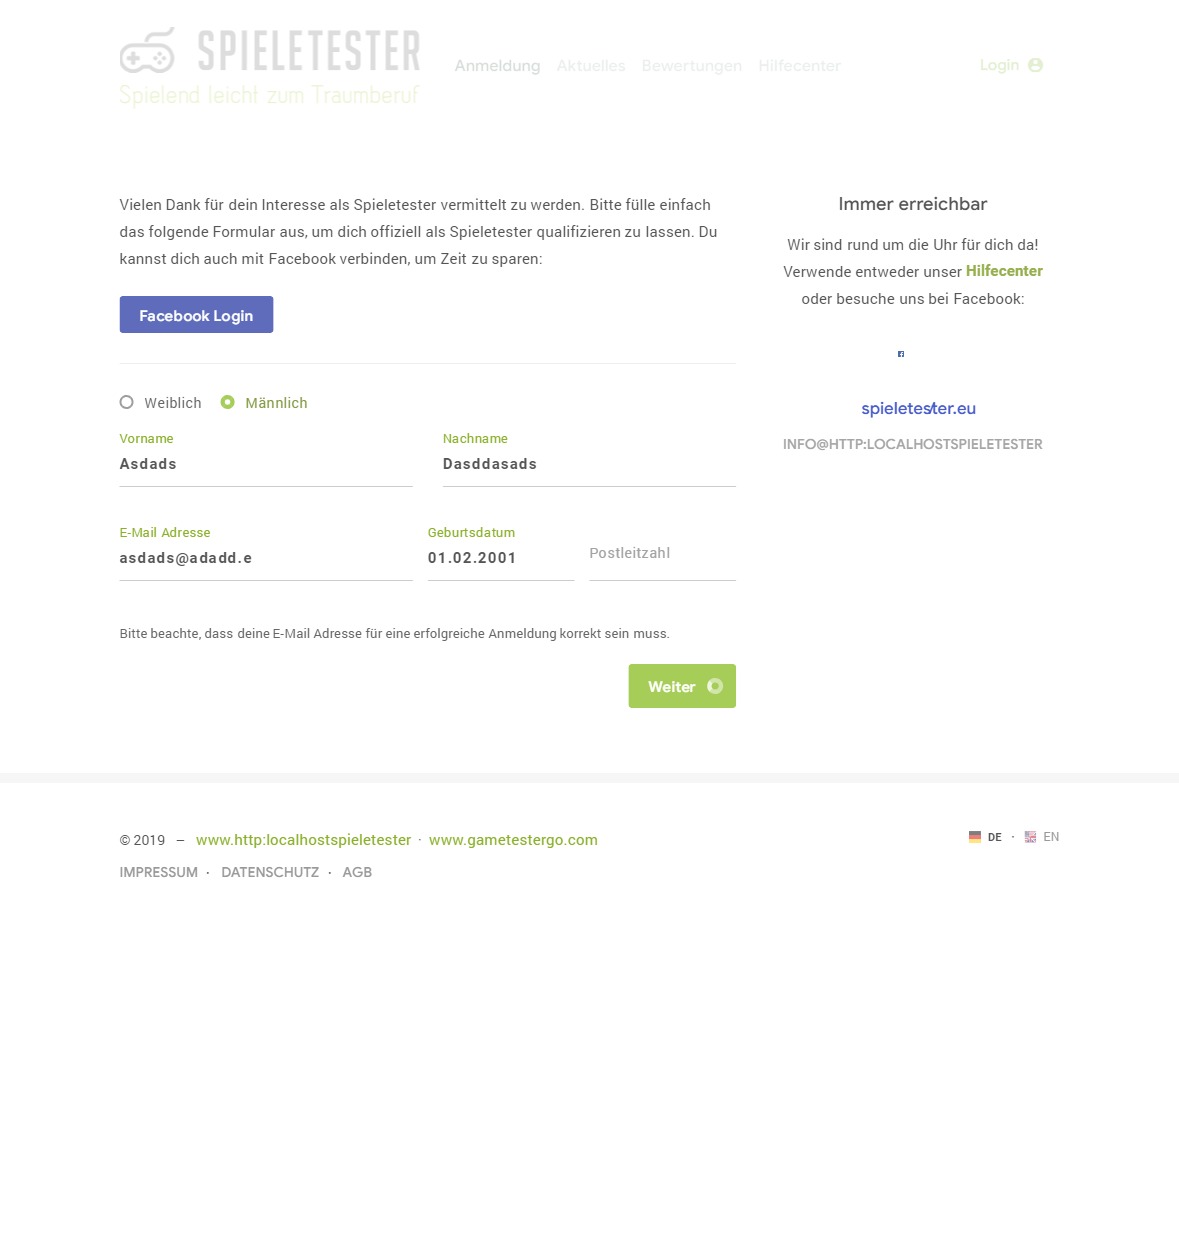 SPIELETESTER
Spielend leicht zum Traumberuf
Anmeldung Aktuelles Bewertungen Hilfecenter
Login
Vielen Dank für dein Interesse als Spieletester vermittelt zu werden. Bitte fülle einfach
das folgende Formular aus, um dich offiziell als Spieletester qualifizieren zu lassen. Du
kannst dich auch mit Facebook verbinden, um Zeit zu sparen:
Facebook Login
Weiblich Männlich
Vorname Nachname
Asdads Dasddasads
E-Mail Adresse Geburtsdatum
asdads@adadd.e 01.02.2001 Postleitzahl
Bitte beachte, dass deine E-Mail Adresse für eine erfolgreiche Anmeldung korrekt sein muss.
Weiter
Immer erreichbar
Wir sind rund um die Uhr für dich da!
Verwende entweder unser Hilfecenter
oder besuche uns bei Facebook:
/spieletester.eu
INFO@HTTP:LOCALHOSTSPIELETESTER
© 2019 – www.http:localhostspieletester · www.gametestergo.com
IMPRESSUM · DATENSCHUTZ · AGB
DE · EN